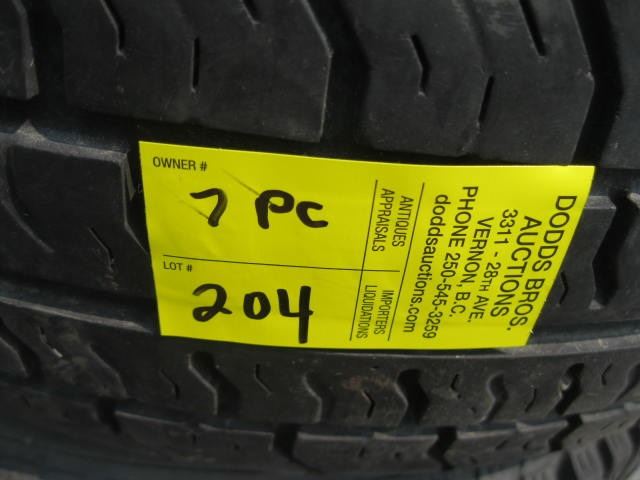 OWNER #
7 PC
LOT #
204
ANTIQUES
APPRAISALS
IMPORTERS
LIQUIDATIONS
DODDS BROS.
AUCTIONS
3311 - 28TH AVE.
VERNON, B.C.
PHONE 250-545-3259
doddsauctions.com